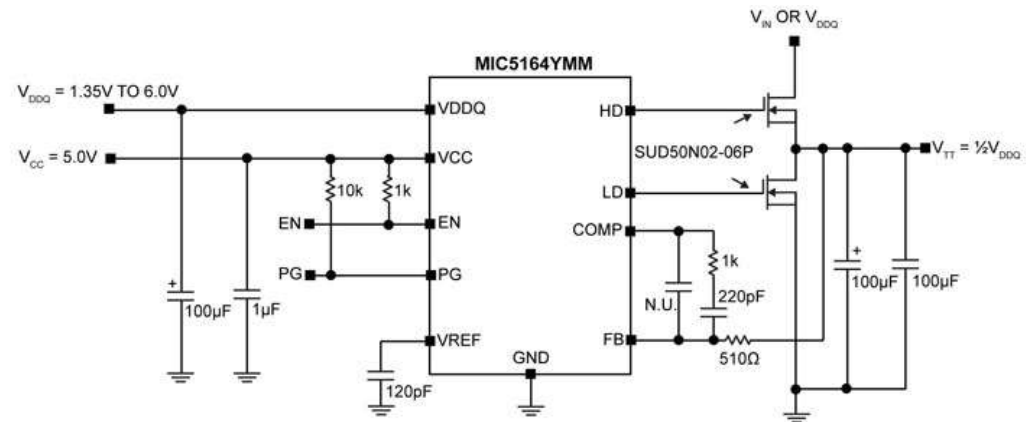 V_IN OR V_DDQ
MIC5164YMM
V_DDQ = 1.35V TO 6.0V
VDDQ
HD
V_CC = 5.0V
VCC
SUD50N02-06P
V_TT = ½V_DDQ
10k
1k
LD
EN
EN
COMP
PG
PG
1k
+
+
100µF
1µF
N.U.
220pF
100µF
100µF
VREF
FB
510Ω
GND
120pF